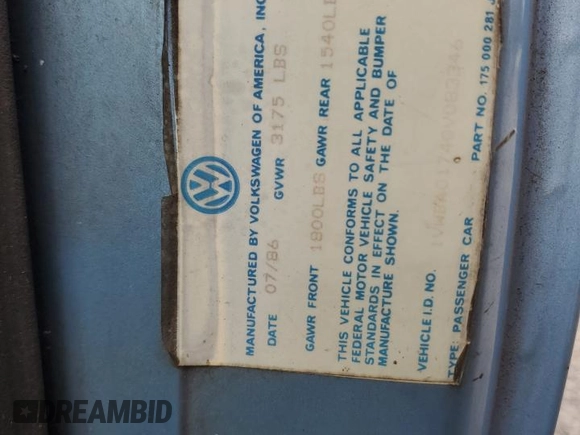 MANUFACTURED BY VOLKSWAGEN OF AMERICA, INC
DATE 07/86 GVWR 3175 LBS
GAWR FRONT 1800LBS GAWR REAR 1540LB
THIS VEHICLE CONFORMS TO ALL APPLICABLE
FEDERAL MOTOR VEHICLE SAFETY AND BUMPER
STANDARDS IN EFFECT ON THE DATE OF
MANUFACTURE SHOWN.
VEHICLE I.D. NO.
TYPE: PASSENGER CAR PART NO. 175 000 281
DREAMBID